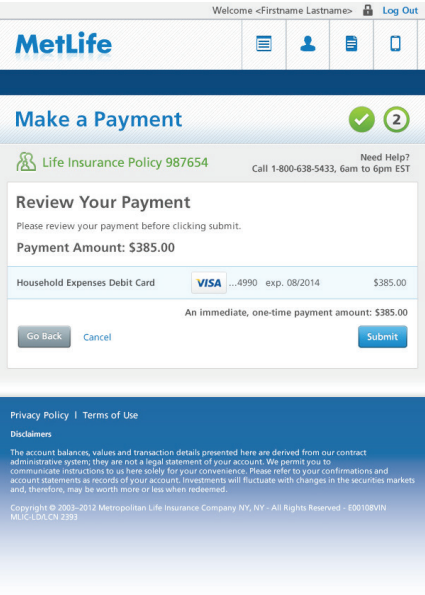 Welcome <Firstname Lastname> Log Out
MetLife
Make a Payment 2
Life Insurance Policy 987654
Need Help?
Call 1-800-638-5433, 6am to 6pm EST
Review Your Payment
Please review your payment before clicking submit.
Payment Amount: $385.00
Household Expenses Debit Card VISA ...4990 exp. 08/2014 $385.00
An immediate, one-time payment amount: $385.00
Go Back Cancel Submit
Privacy Policy | Terms of Use
Disclaimers
The account balances, values and transaction details presented here are derived from our contract
administrative system; they are not a legal statement of your account. We permit you to
communicate instructions to us here solely for your convenience. Please refer to your confirmations and
account statements as records of your account. Investments will fluctuate with changes in the securities markets
and, therefore, may be worth more or less when redeemed.
Copyright © 2003-2012 Metropolitan Life Insurance Company NY, NY - All Rights Reserved - E00108VIN
MLIC-LD/LCN 2393